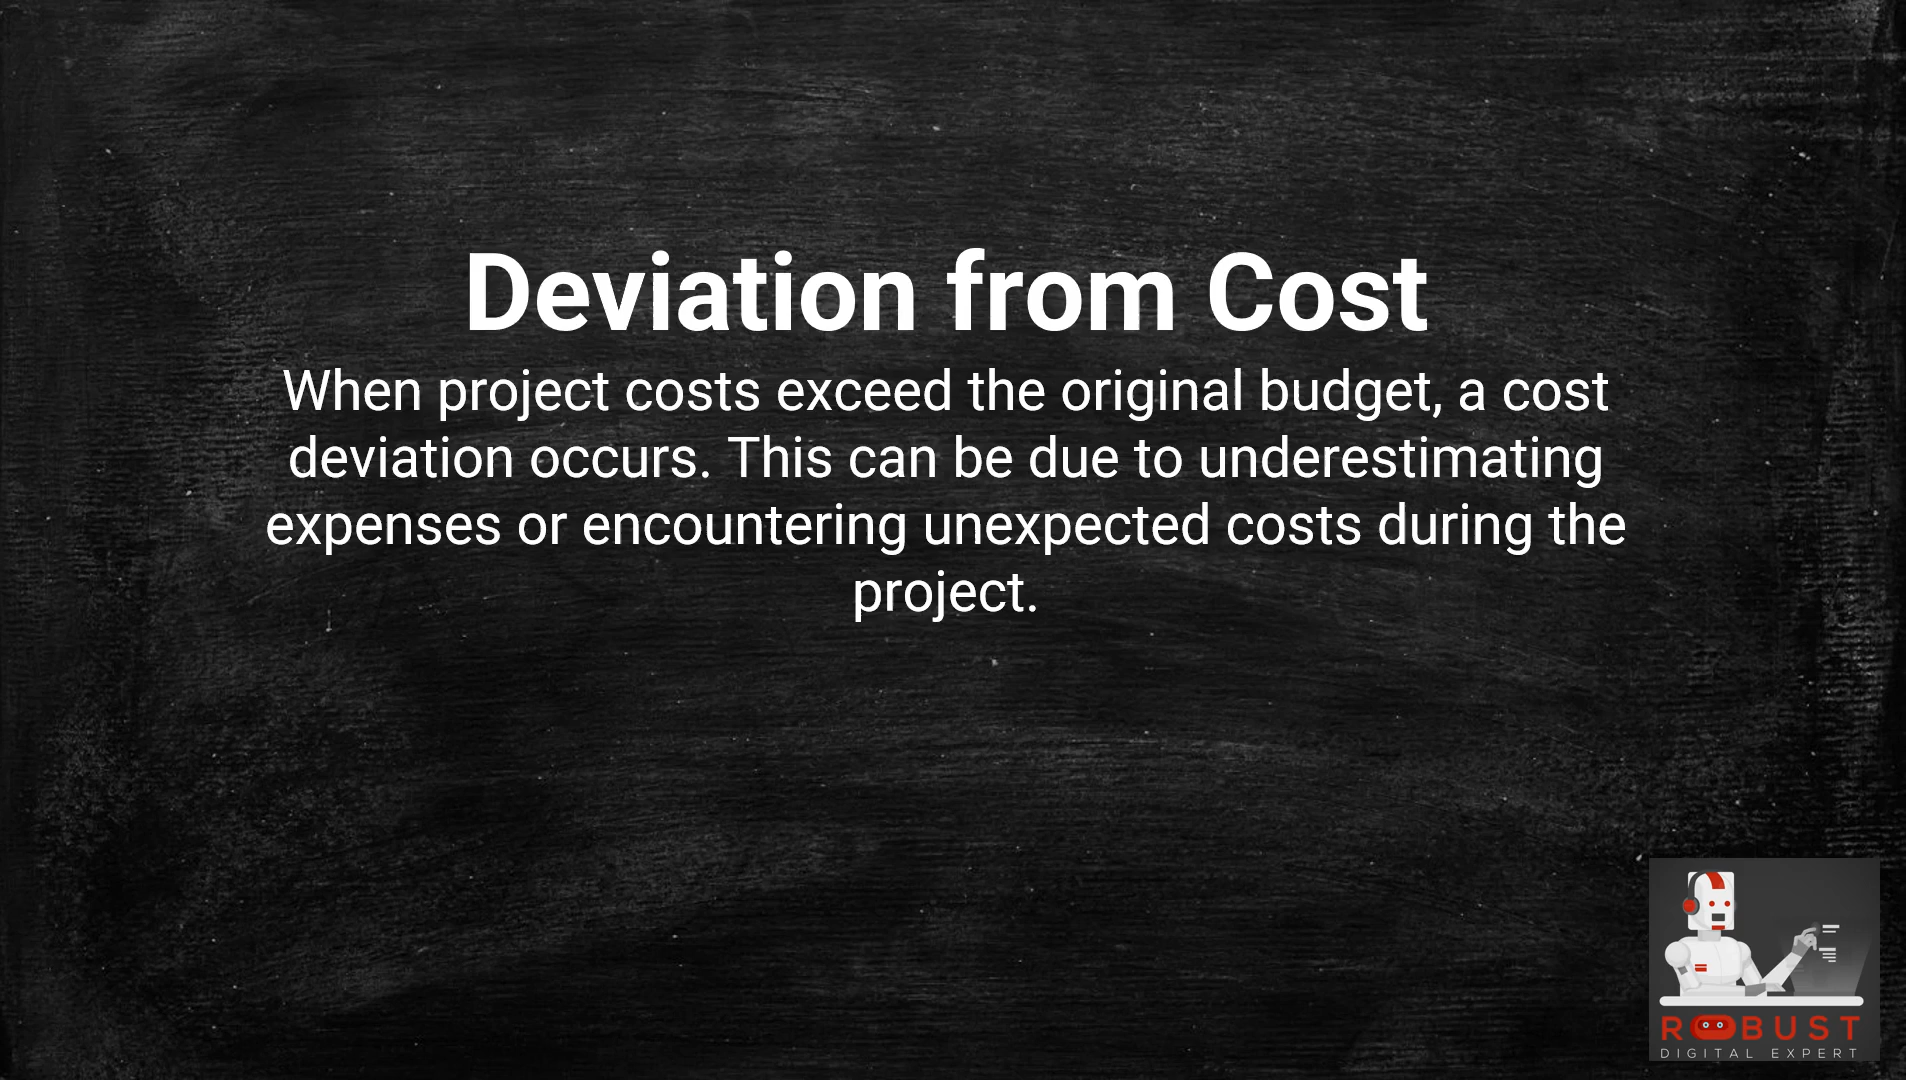 Deviation from Cost
When project costs exceed the original budget, a cost
deviation occurs. This can be due to underestimating
expenses or encountering unexpected costs during the
project.
ROBUST
DIGITAL EXPERT